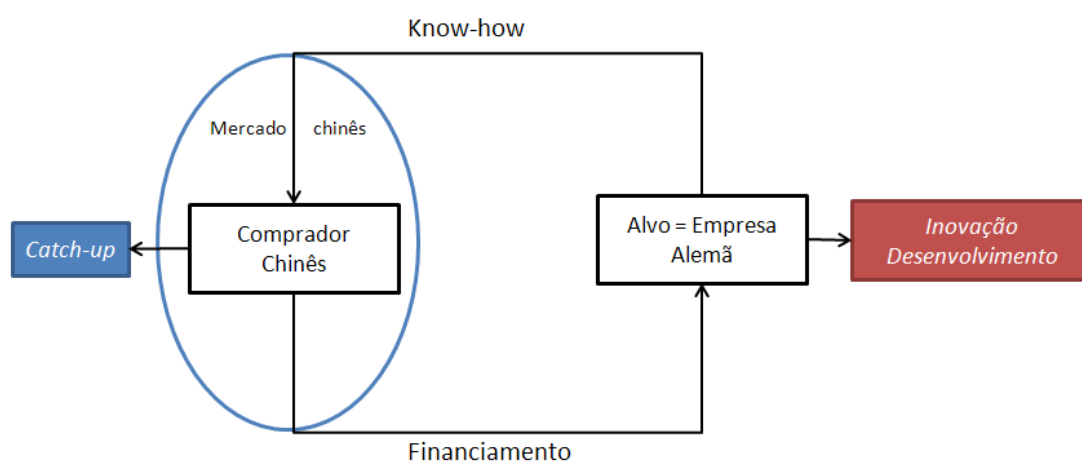 Know-how
Mercado chinês
Comprador
Chinês
Catch-up
Alvo = Empresa
Alemã
Inovação
Desenvolvimento
Financiamento